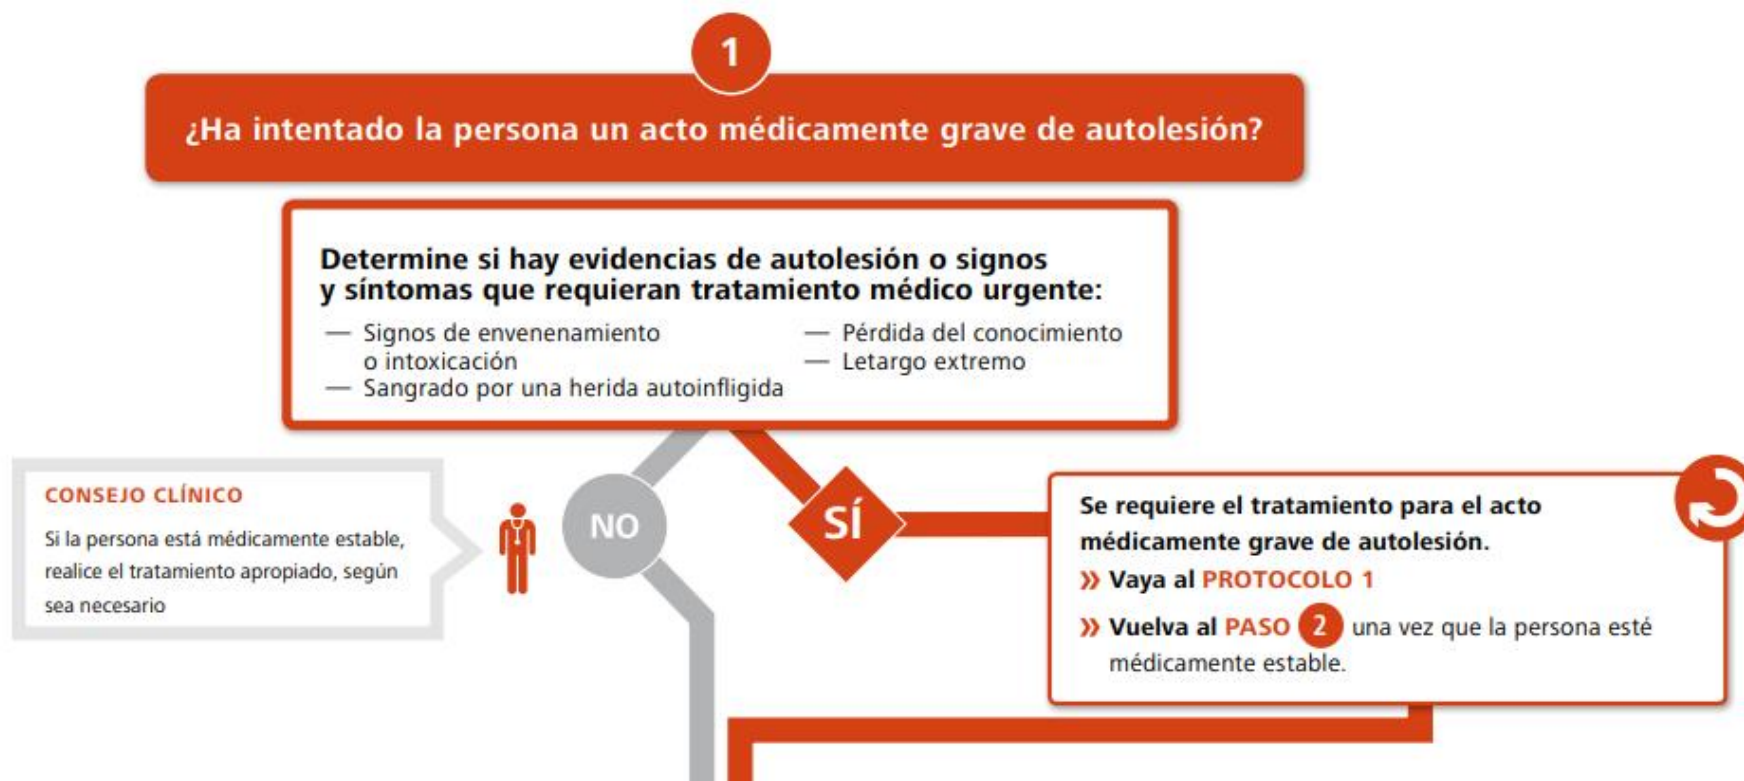 1
¿Ha intentado la persona un acto médicamente grave de autolesión?
Determine si hay evidencias de autolesión o signos
y síntomas que requieran tratamiento médico urgente:
— Signos de envenenamiento
o intoxicación
— Sangrado por una herida autoinfligida
— Pérdida del conocimiento
— Letargo extremo
CONSEJO CLÍNICO
Si la persona está médicamente estable,
realice el tratamiento apropiado, según
sea necesario
NO
SÍ
Se requiere el tratamiento para el acto
médicamente grave de autolesión.
» Vaya al PROTOCOLO 1
» Vuelva al PASO 2 una vez que la persona esté
médicamente estable.